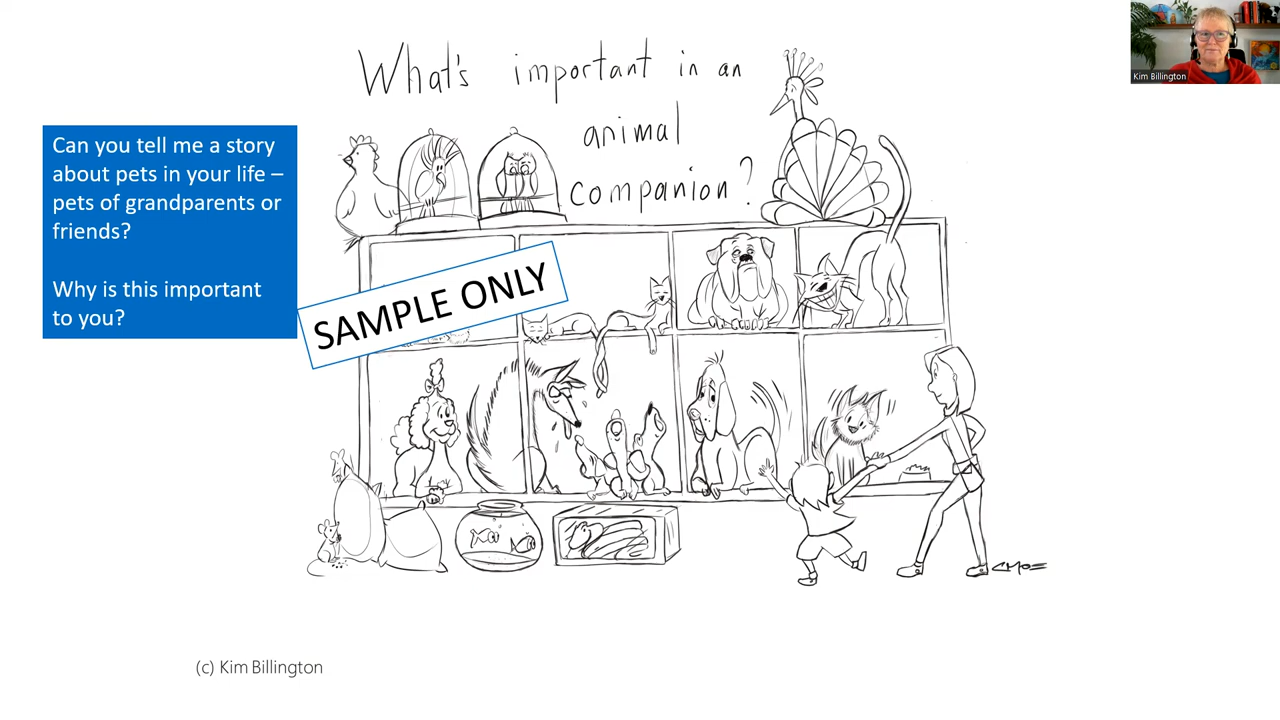 What's important in an
animal
companion?
Can you tell me a story
about pets in your life –
pets of grandparents or
friends?
Why is this important
to you?
SAMPLE ONLY
CMOE
(c) Kim Billington
Kim Billington